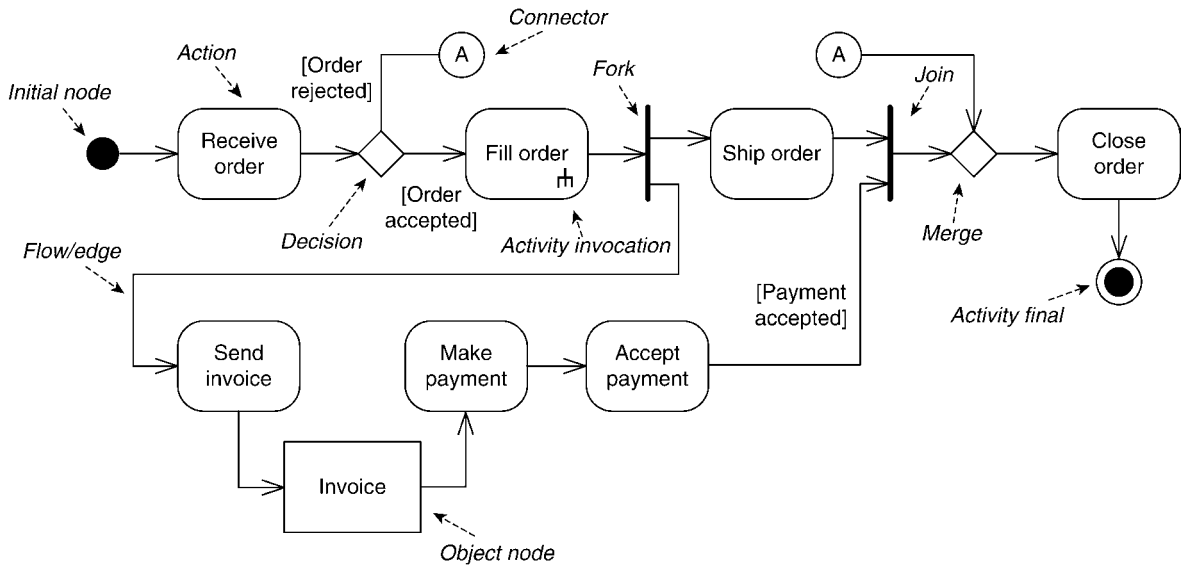 Connector
Action
A
A
[Order
rejected]
Fork
Join
Initial node
Receive
order
Fill order
Ship order
Close
order
[Order
accepted]
Decision
Activity invocation
Merge
Flow/edge
[Payment
accepted]
Activity final
Send
invoice
Make
payment
Accept
payment
Invoice
Object node